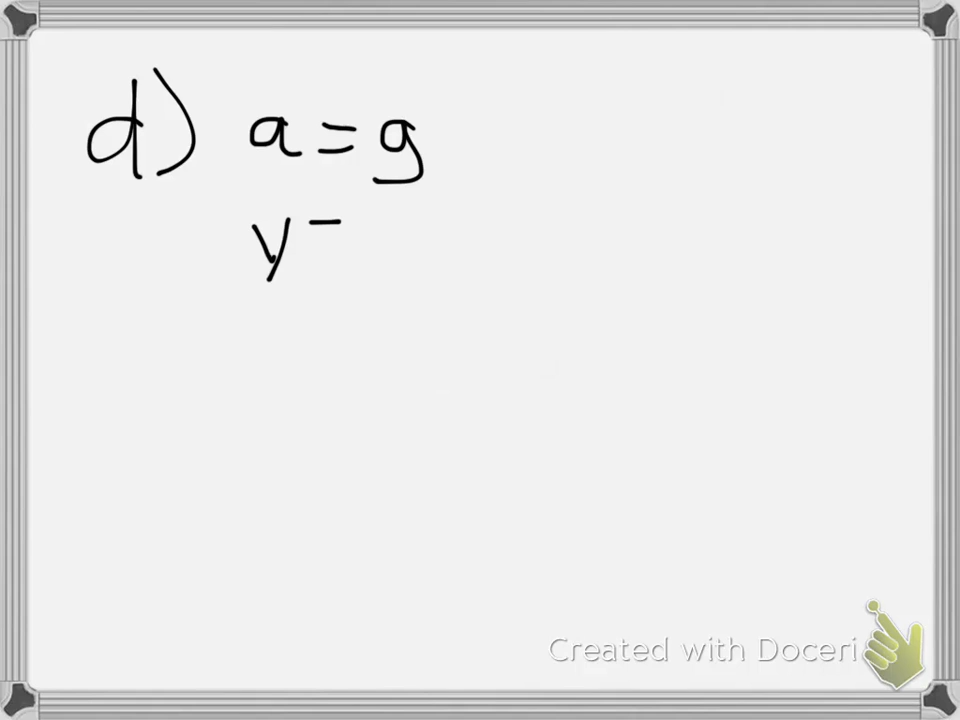 d) a = g
y -
Created with Doceri